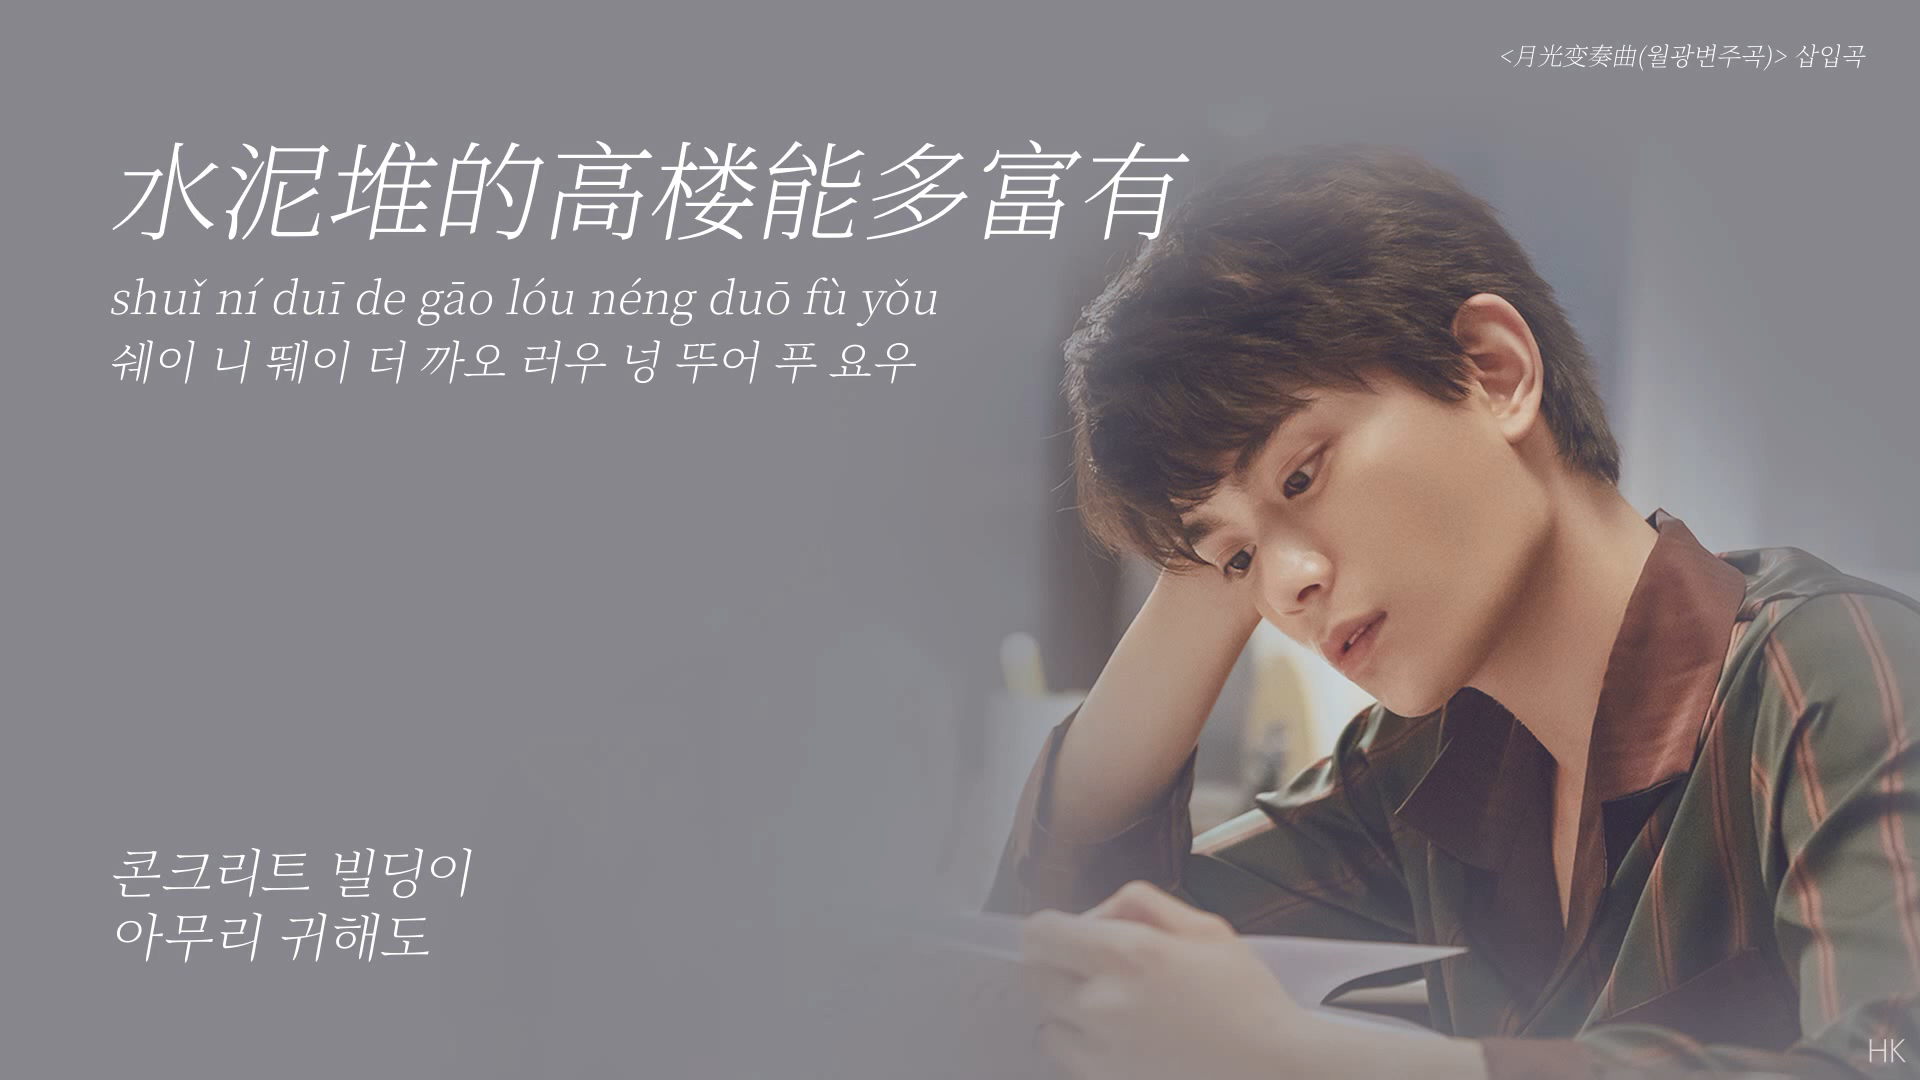 <月光变奏曲(월광변주곡)> 삽입곡
水泥堆的高楼能多富有
shuǐ ní duī de gāo lóu néng duō fù yǒu
쉐이 니 뛔이 더 까오 러우 넝 뚜어 푸 요우
콘크리트 빌딩이
아무리 귀해도
HK